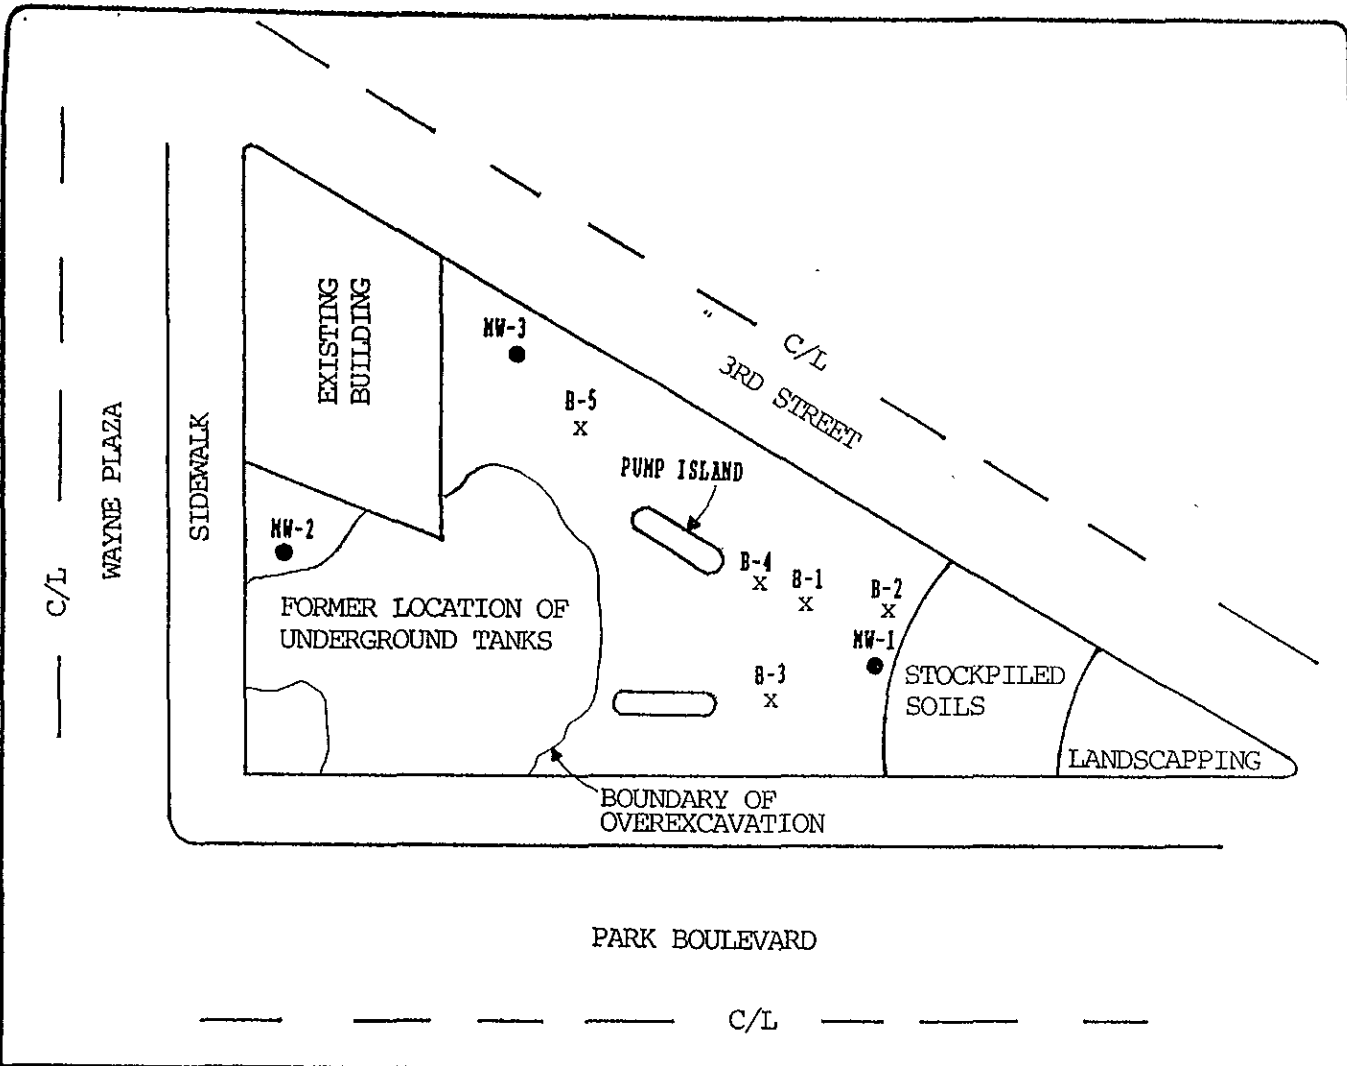 C/L
3RD STREET
EXISTING
BUILDING
MW-3
B-5
PUMP ISLAND
WAYNE PLAZA
SIDEWALK
C/L
MW-2
B-4
B-1
B-2
FORMER LOCATION OF
UNDERGROUND TANKS
MW-1
B-3
STOCKPILED
SOILS
LANDSCAPPING
BOUNDARY OF
OVEREXCAVATION
PARK BOULEVARD
C/L